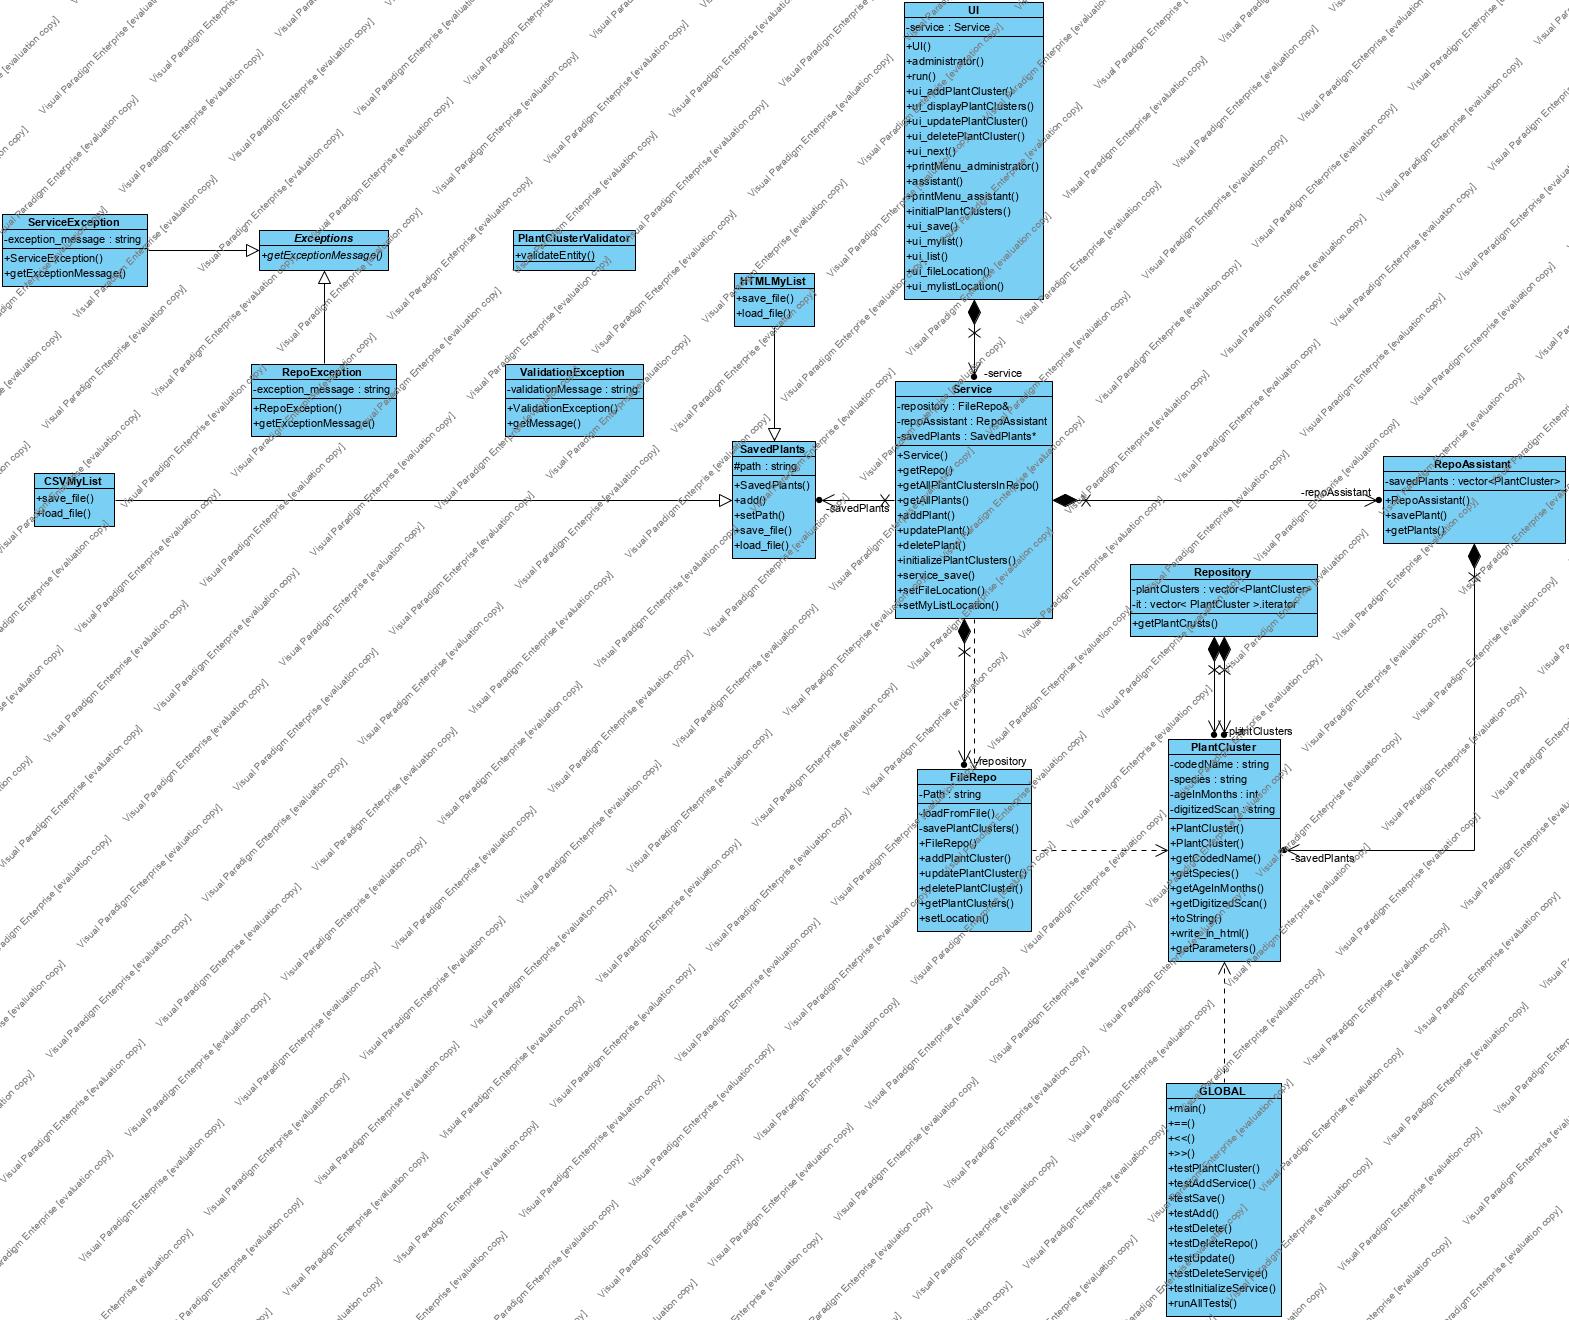 UI
-service : Service
+UI()
+administrator()
+run()
+ui_addPlantCluster()
+ui_displayPlantClusters()
+ui_updatePlantCluster()
+ui_deletePlantCluster()
+ui_next()
+printMenu_administrator()
+assistant()
+printMenu_assistant()
+initialPlantClusters()
+ui_save()
+ui_mylist()
+ui_list()
+ui_fileLocation()
+ui_mylistLocation()
ServiceException
-exception_message : string
+ServiceException()
+getExceptionMessage()
Exceptions
+getExceptionMessage()
PlantClusterValidator
+validateEntity()
HTMLMyList
+save_file()
+load_file()
RepoException
-exception_message : string
+RepoException()
+getExceptionMessage()
ValidationException
-validationMessage : string
+ValidationException()
+getMessage()
-service
Service
-repository : FileRepo&
-repoAssistant : RepoAssistant
-savedPlants : SavedPlants*
+Service()
+getRepo()
+getAllPlantClustersInRepo()
+getAllPlants()
+addPlant()
+updatePlant()
+deletePlant()
+initializePlantClusters()
+service_save()
+setFileLocation()
+setMyListLocation()
SavedPlants
#path : string
+SavedPlants()
+add()
+setPath()
+save_file()
+load_file()
-savedPlants
CSVMyList
+save_file()
+load_file()
-repoAssistant
RepoAssistant
-savedPlants : vector<PlantCluster>
+RepoAssistant()
+savePlant()
+getPlants()
Repository
-plantClusters : vector<PlantCluster>
-it : vector< PlantCluster >.iterator
+getPlantCrusts()
-plantClusters
-repository
FileRepo
-Path : string
-loadFromFile()
-savePlantClusters()
+FileRepo()
+addPlantCluster()
+updatePlantCluster()
+deletePlantCluster()
+getPlantClusters()
+setLocation()
PlantCluster
-codedName : string
-species : string
-ageInMonths : int
-digitizedScan : string
+PlantCluster()
+PlantCluster()
+getCodedName()
+getSpecies()
+getAgeInMonths()
+getDigitizedScan()
+toString()
+write_in_html()
+getParameters()
-savedPlants
GLOBAL
+main()
+==()
+<<()
+>>()
+testPlantCluster()
+testAddService()
+testSave()
+testAdd()
+testDelete()
+testDeleteRepo()
+testUpdate()
+testDeleteService()
+testInitializeService()
+runAllTests()
Visual Paradigm Enterprise [evaluation copy]